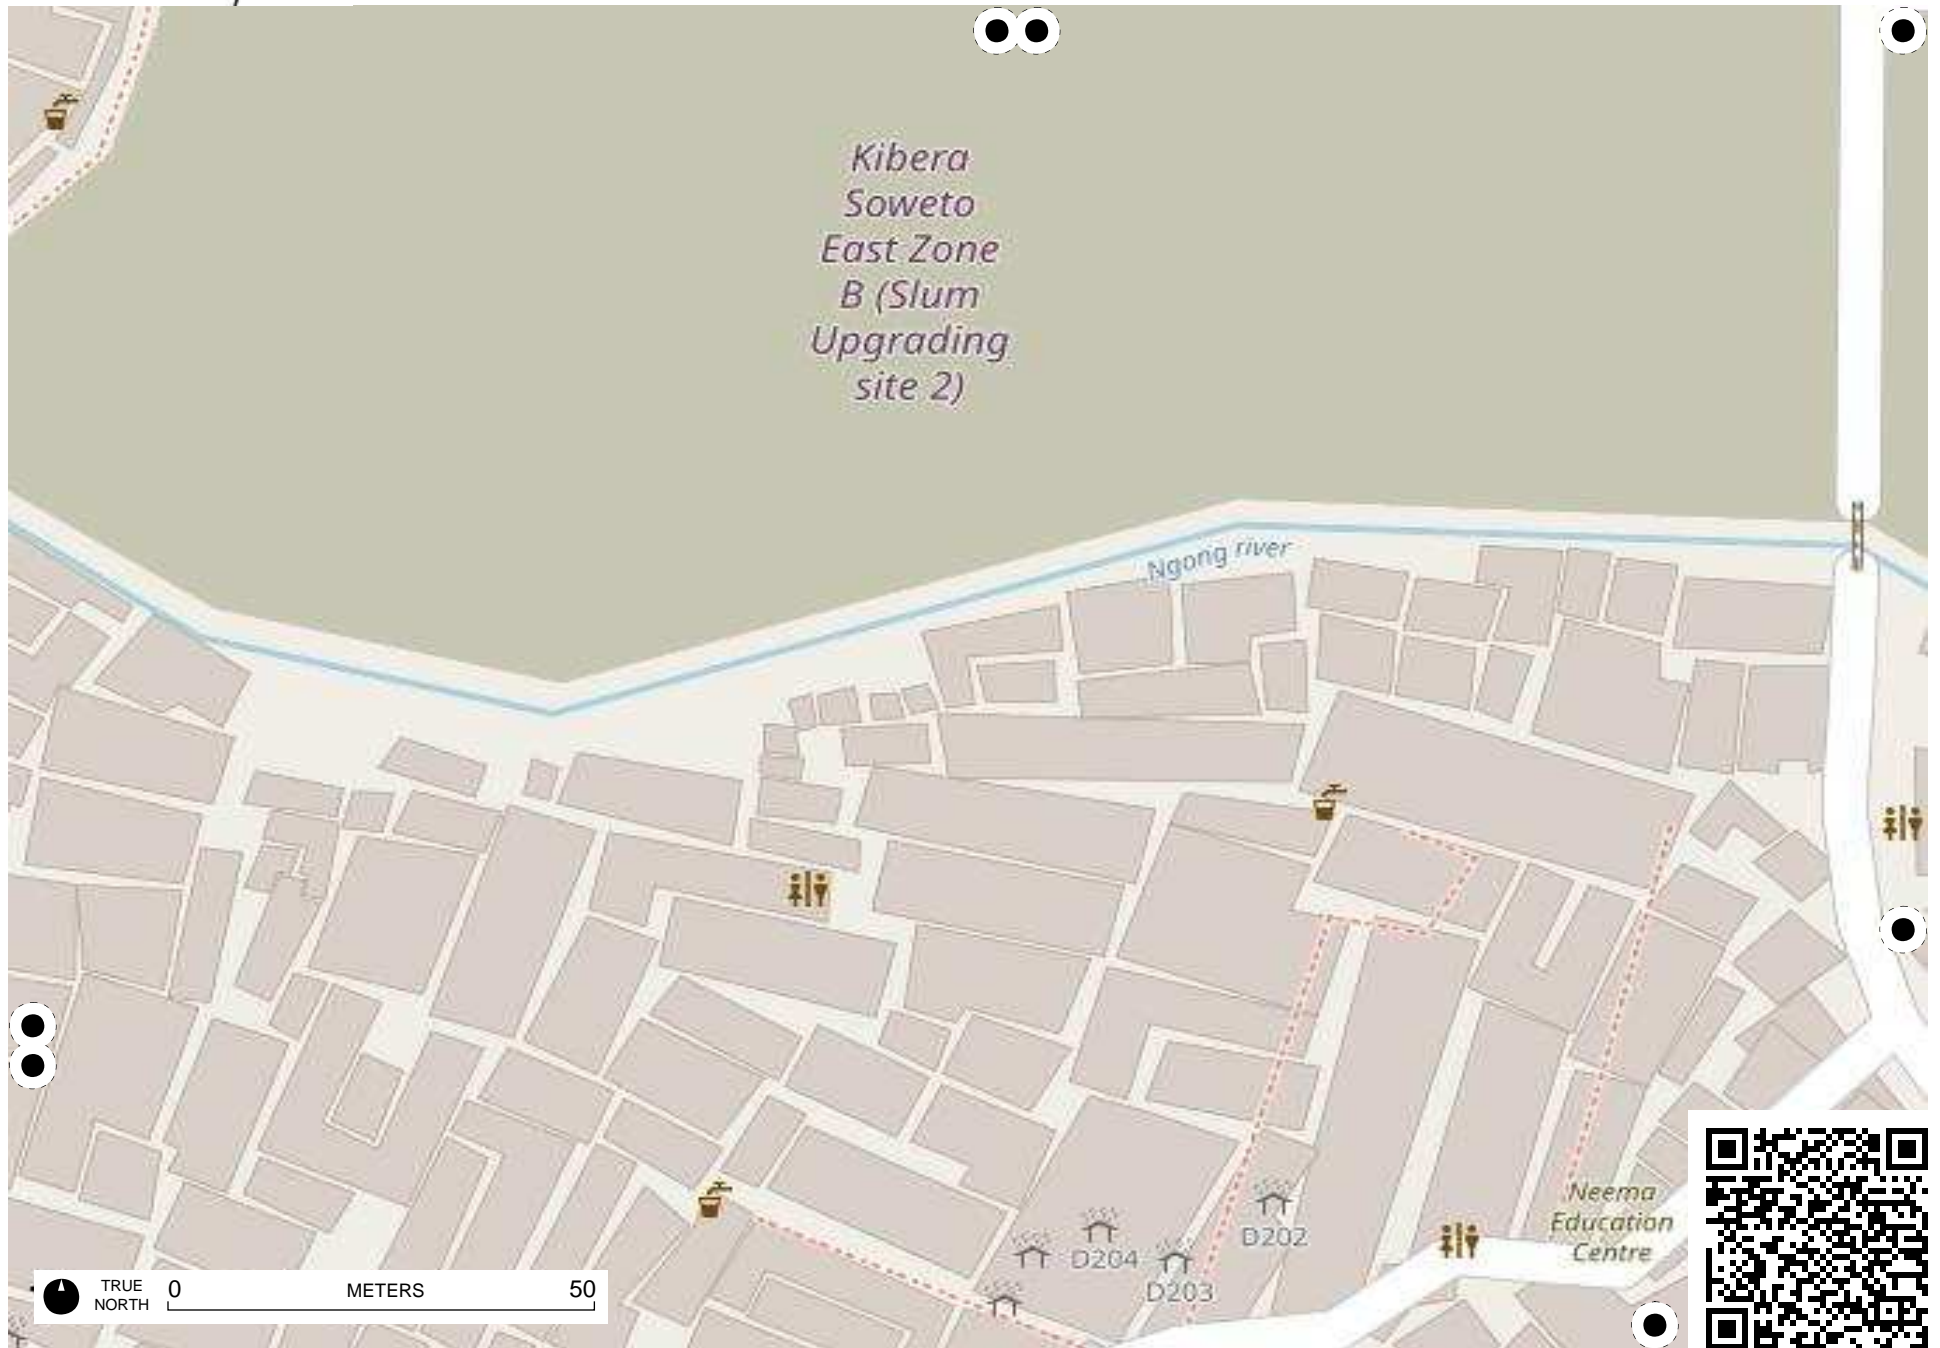 Kibera
Soweto
East Zone
B (Slum
Upgrading
site 2)
Ngong river
D202
D204
D203
Neema
Education
Centre
TRUE
NORTH
0
METERS
50